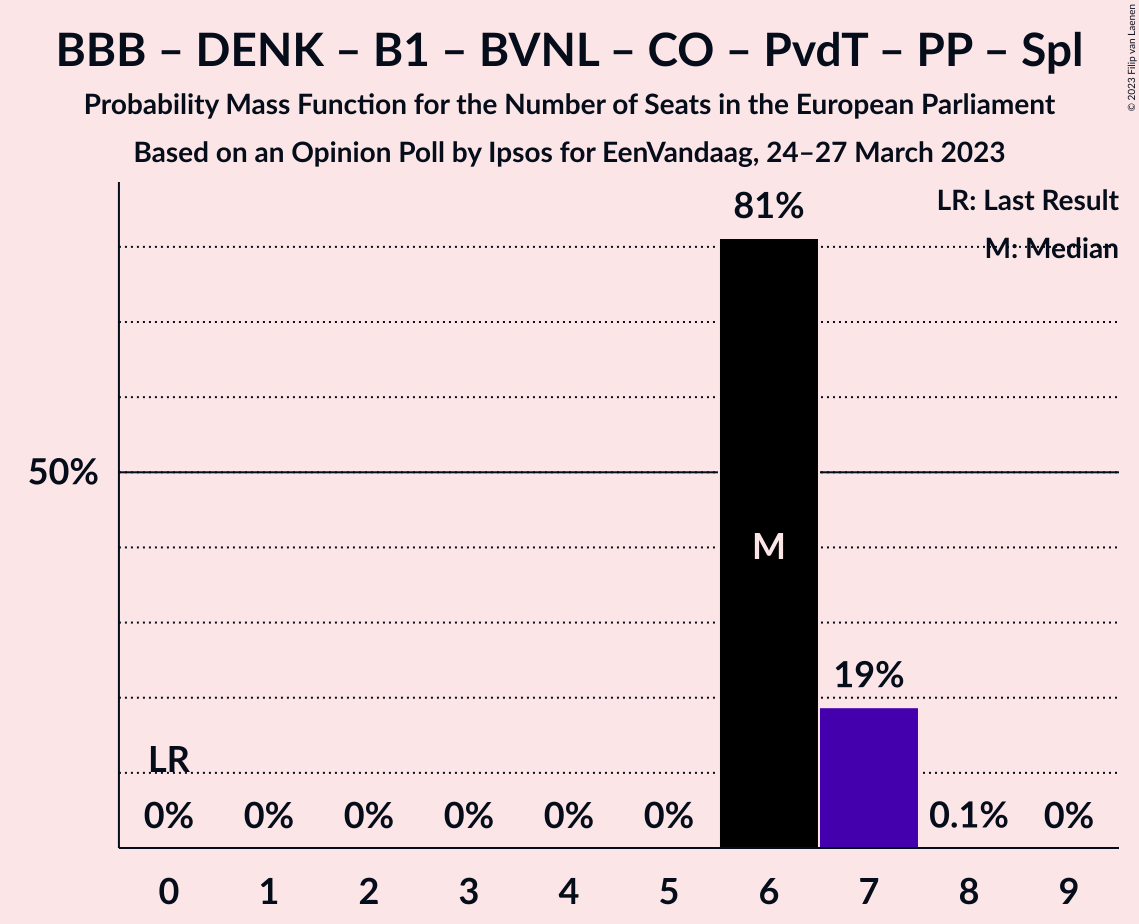 BBB – DENK – B1 – BVNL – CO – PvdT – PP – Spl
Probability Mass Function for the Number of Seats in the European Parliament
Based on an Opinion Poll by Ipsos for EenVandaag, 24–27 March 2023
© 2023 Filip van Laenen
LR: Last Result
M: Median
81%
50%
M
19%
LR
0% 0% 0% 0% 0% 0% 0.1% 0%
0 1 2 3 4 5 6 7 8 9